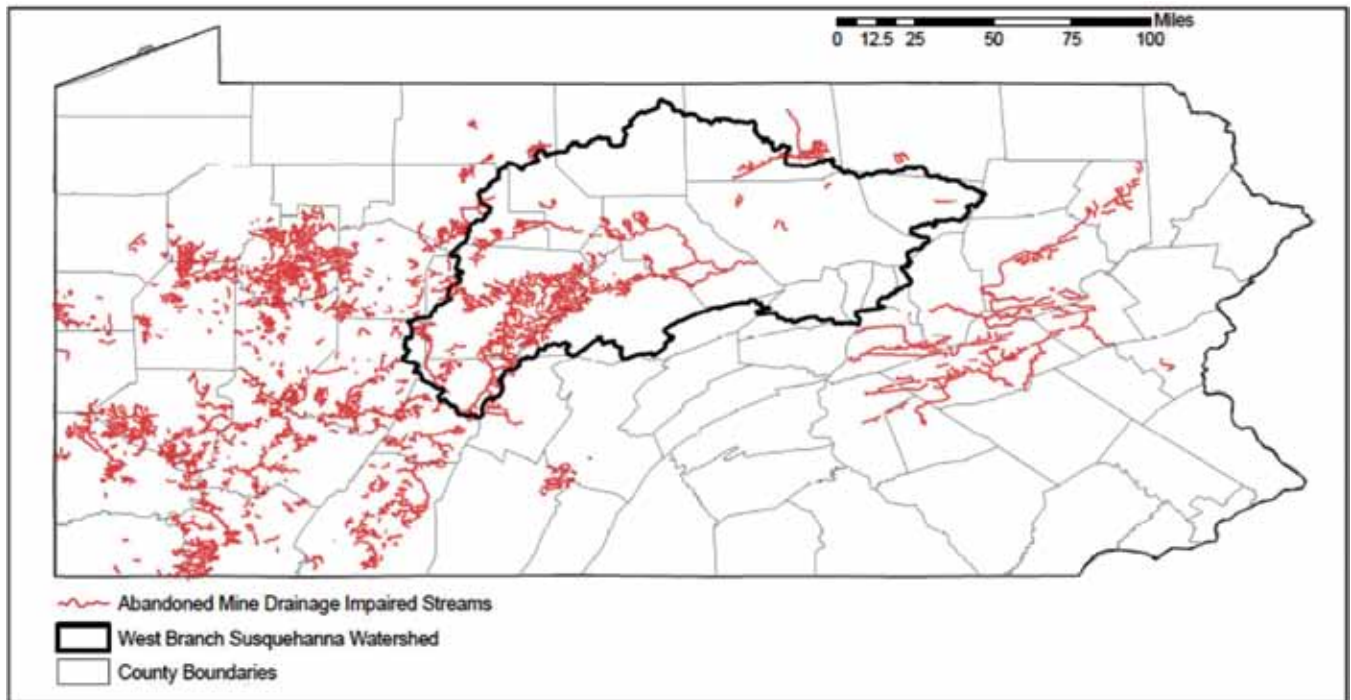 Miles
0 12.5 25 50 75 100
Abandoned Mine Drainage Impaired Streams
West Branch Susquehanna Watershed
County Boundaries